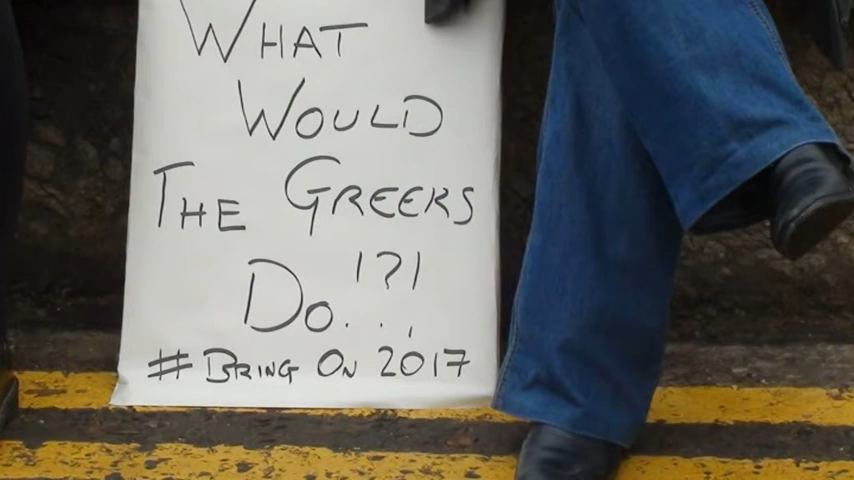 WHAT
WOULD
THE GREEKS
DO...!?!
# BRING ON 2017